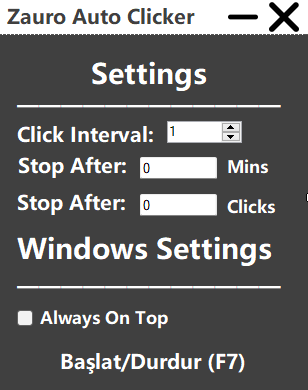 Zauro Auto Clicker
Settings
Click Interval: 1
Stop After: 0 Mins
Stop After: 0 Clicks
Windows Settings
Always On Top
Başlat/Durdur (F7)